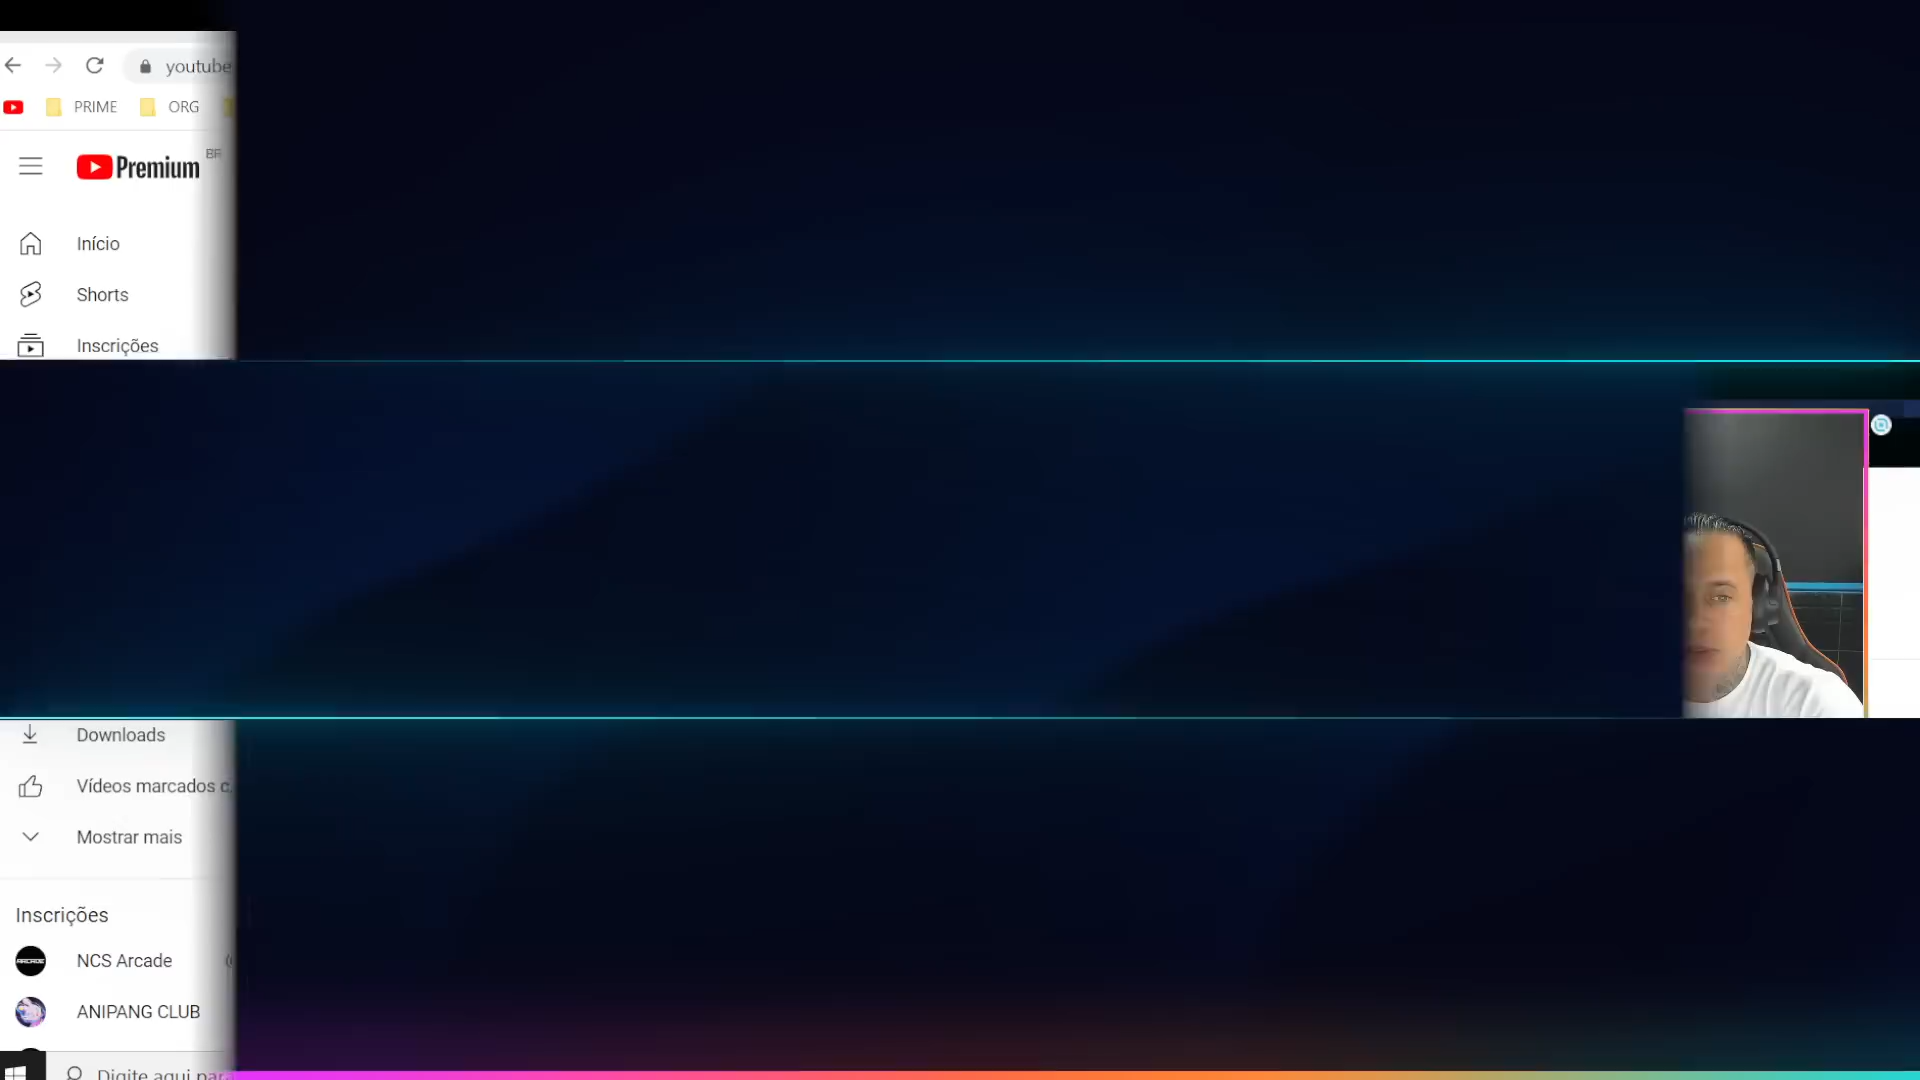 youtube
PRIME ORG
Premium BR
Início
Shorts
Inscrições
Downloads
Vídeos marcados c
Mostrar mais
Inscrições
NCS Arcade
ANIPANG CLUB
Digite aqui para